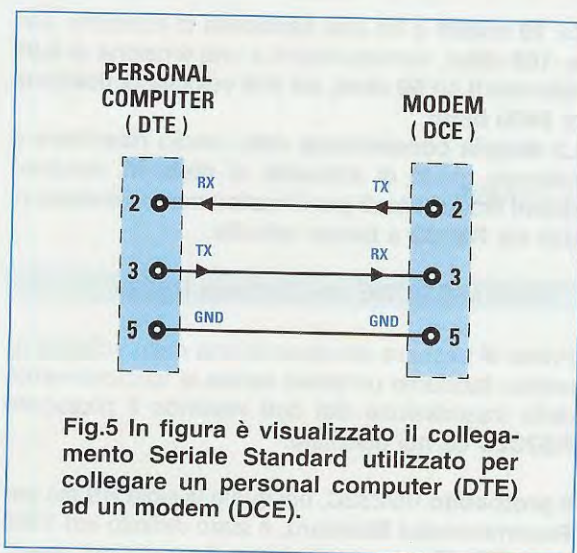 PERSONAL
COMPUTER
( DTE )
MODEM
( DCE )
RX
TX
2
2
TX
RX
3
3
GND
GND
5
5
Fig.5 In figura è visualizzato il collega-
mento Seriale Standard utilizzato per
collegare un personal computer (DTE)
ad un modem (DCE).